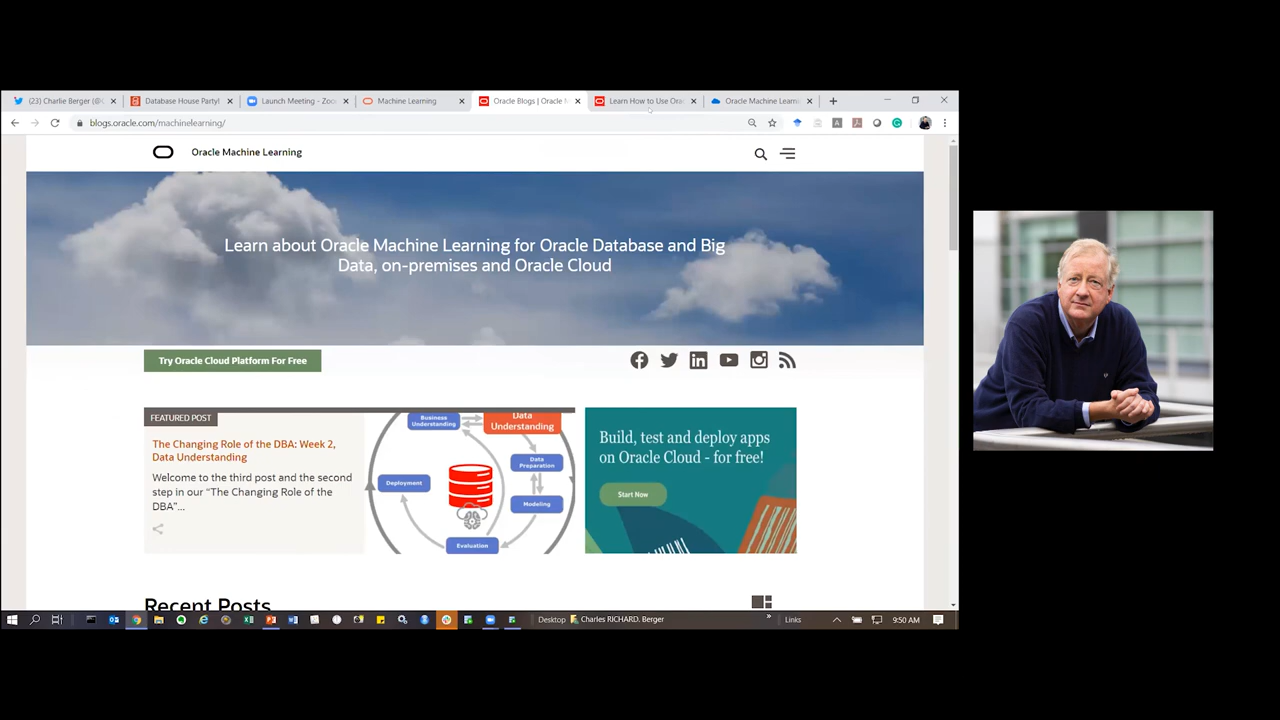 (23) Charlie Berger (@
Database House Party!
Launch Meeting - Zoo
Machine Learning
Oracle Blogs | Oracle M
Learn How to Use Orac
Oracle Machine Learnin
blogs.oracle.com/machinelearning/
Oracle Machine Learning
Learn about Oracle Machine Learning for Oracle Database and Big
Data, on-premises and Oracle Cloud
Try Oracle Cloud Platform For Free
FEATURED POST
The Changing Role of the DBA: Week 2,
Data Understanding
Welcome to the third post and the second
step in our “The Changing Role of the
DBA”...
Business
Understanding
Data
Understanding
Data
Preparation
Deployment
Modeling
Evaluation
Build, test and deploy apps
on Oracle Cloud - for free!
Start Now
Recent Posts
Desktop
Charles RICHARD. Berger
Links
9:50 AM